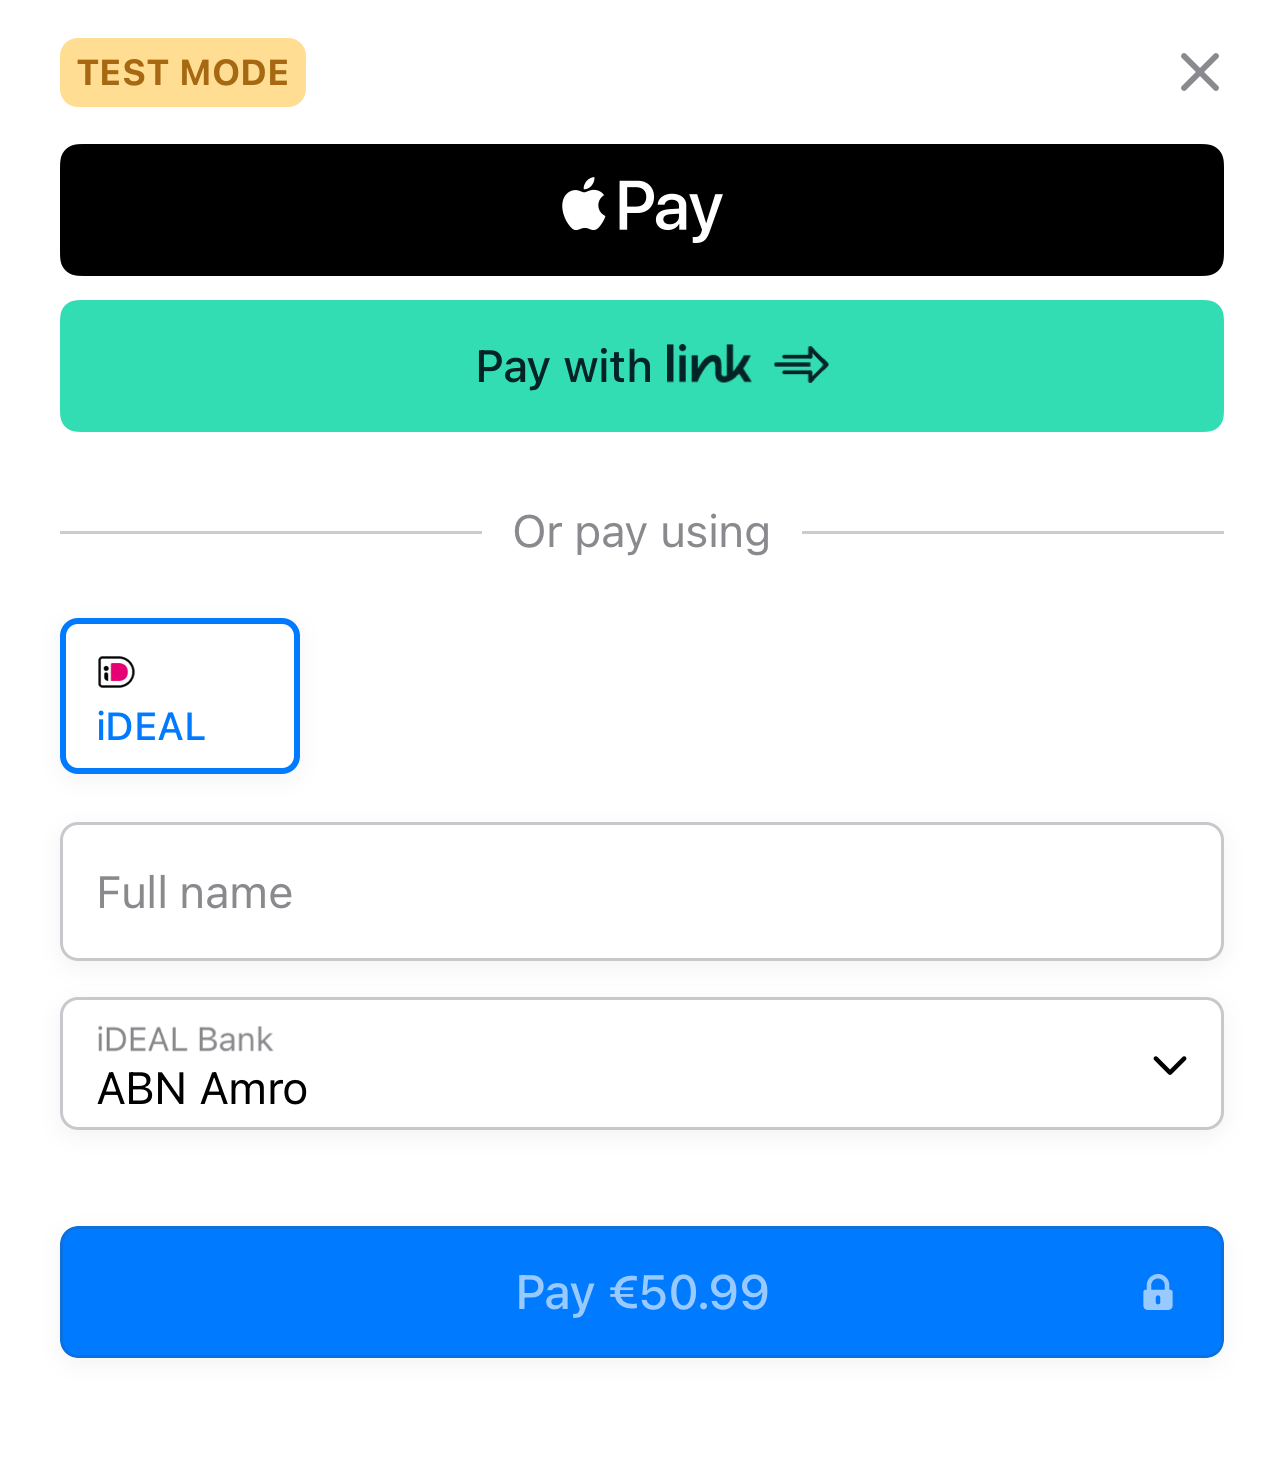 TEST MODE
Pay
Pay with link
Or pay using
iD
iDEAL
Full name
iDEAL Bank
ABN Amro
Pay €50.99